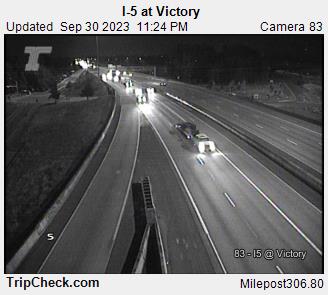 I-5 at Victory
Updated Sep 30 2023 11:24 PM Camera 83
T
S
83 - I5 @ Victory
TripCheck.com Milepost306.80